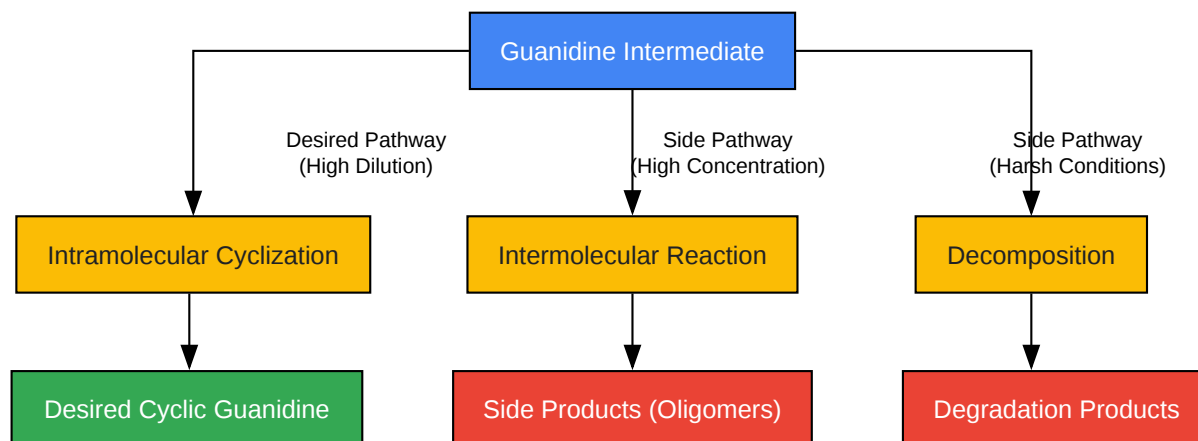 Guanidine Intermediate
Desired Pathway
(High Dilution)
Side Pathway
(High Concentration)
Side Pathway
(Harsh Conditions)
Intramolecular Cyclization
Intermolecular Reaction
Decomposition
Desired Cyclic Guanidine
Side Products (Oligomers)
Degradation Products